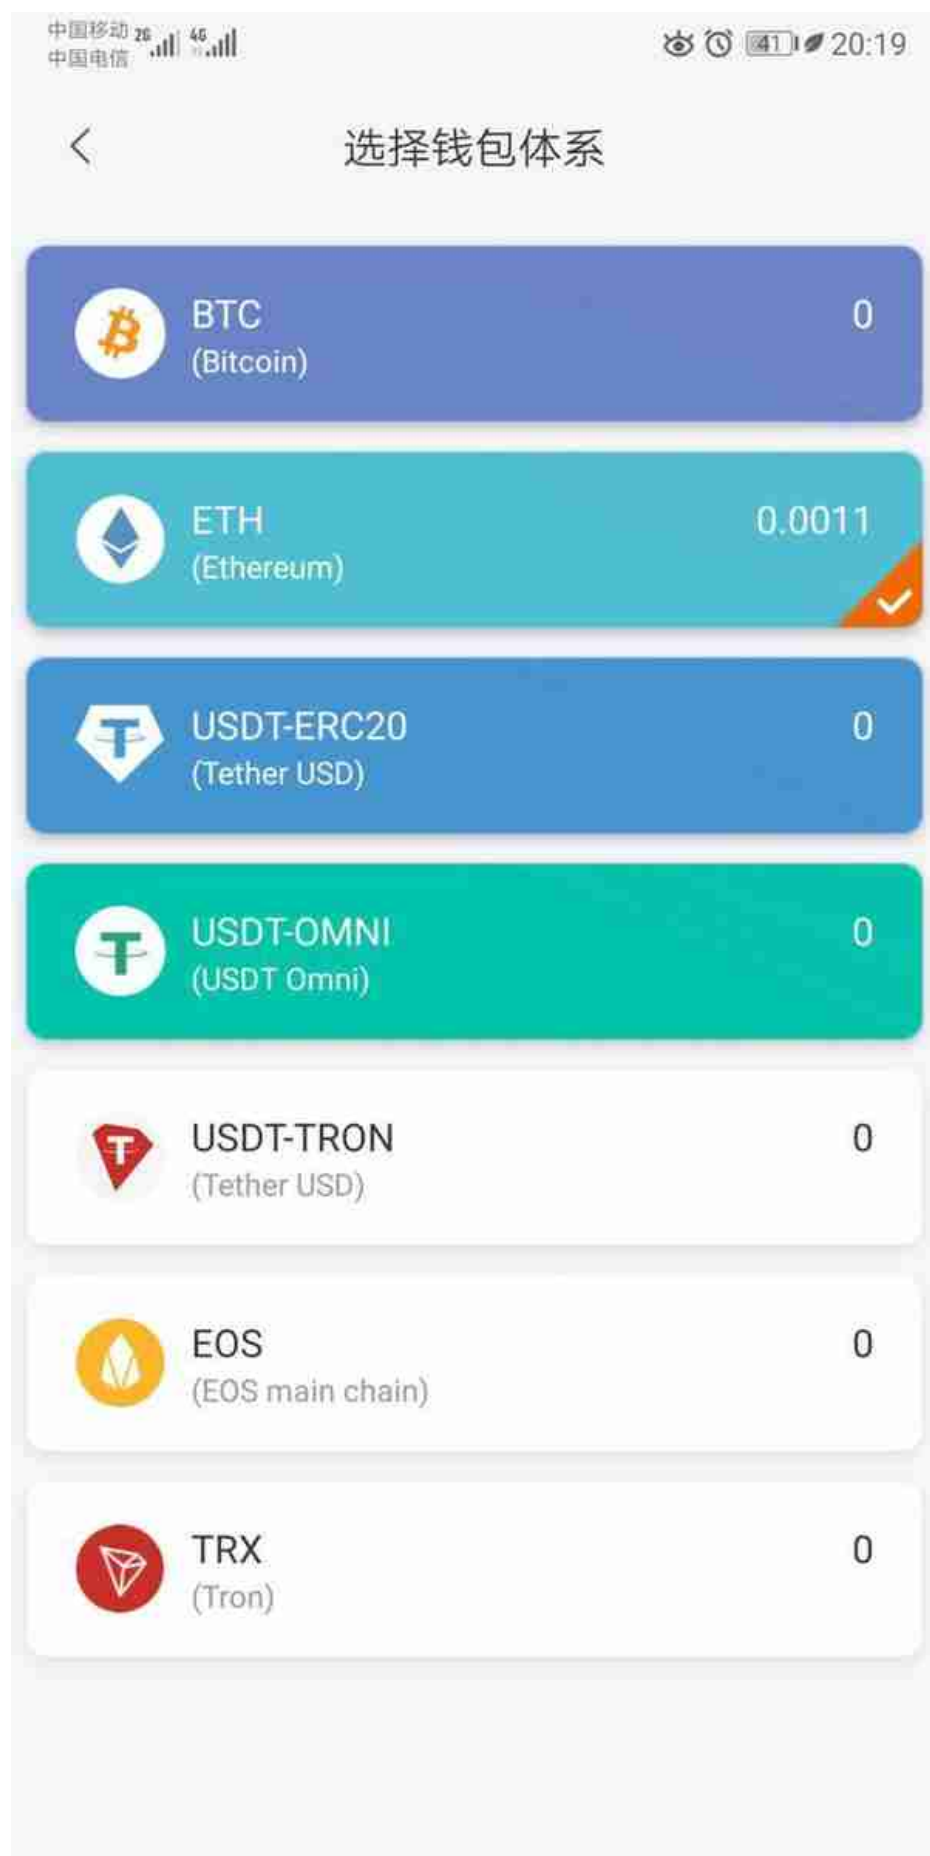 中国移动 2G 4G
中国电信
41 20:19
选择钱包体系
BTC 0
(Bitcoin)
ETH 0.0011
(Ethereum)
USDT-ERC20 0
(Tether USD)
USDT-OMNI 0
(USDT Omni)
USDT-TRON 0
(Tether USD)
EOS 0
(EOS main chain)
TRX 0
(Tron)